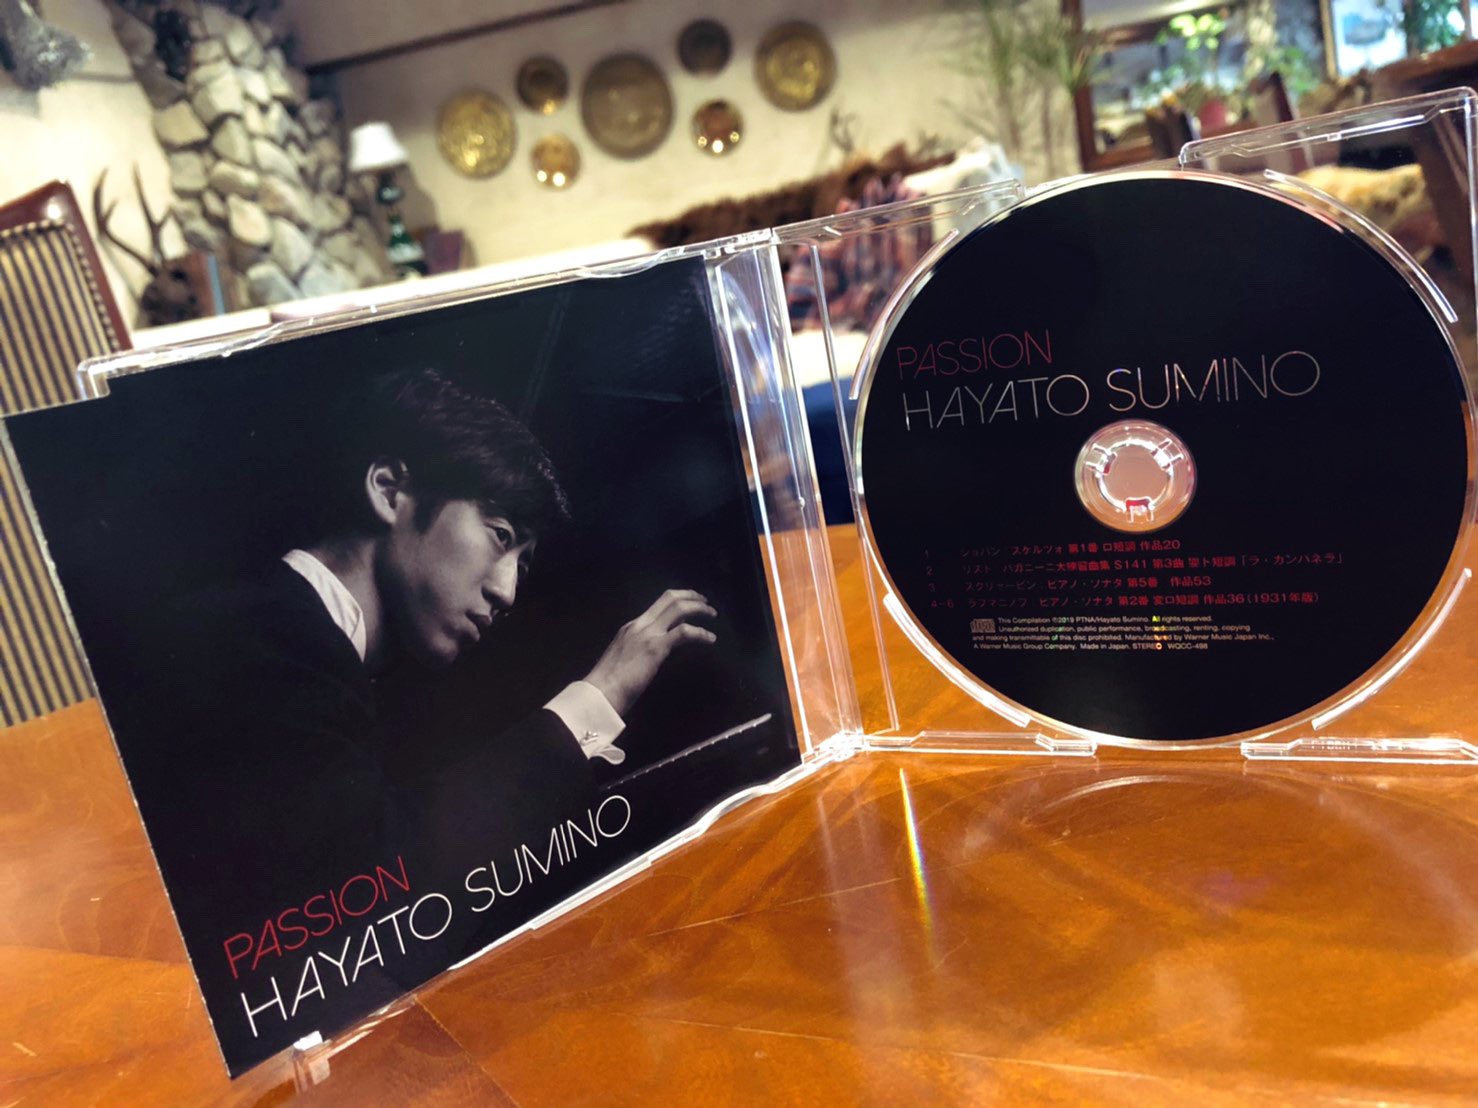 PASSION
HAYATO SUMINO
PASSION
HAYATO SUMINO
1 ショパン：スケルツォ 第1番 ロ短調 作品20
2 リスト：パガニーニ大練習曲集 S141 第3曲 嬰ト短調「ラ・カンパネラ」
3 スクリャービン：ピアノ・ソナタ 第5番 作品53
4-6 ラフマニノフ：ピアノ・ソナタ 第2番 変ロ短調 作品36（1931年版）
This Compilation ℗©2019 PTNA/Hayato Sumino. All rights reserved.
Unauthorized duplication, public performance, broadcasting, renting, copying
and making transmittable of this disc prohibited. Manufactured by Warner Music Japan Inc.,
A Warner Music Group Company. Made in Japan. STEREO WQCC-498